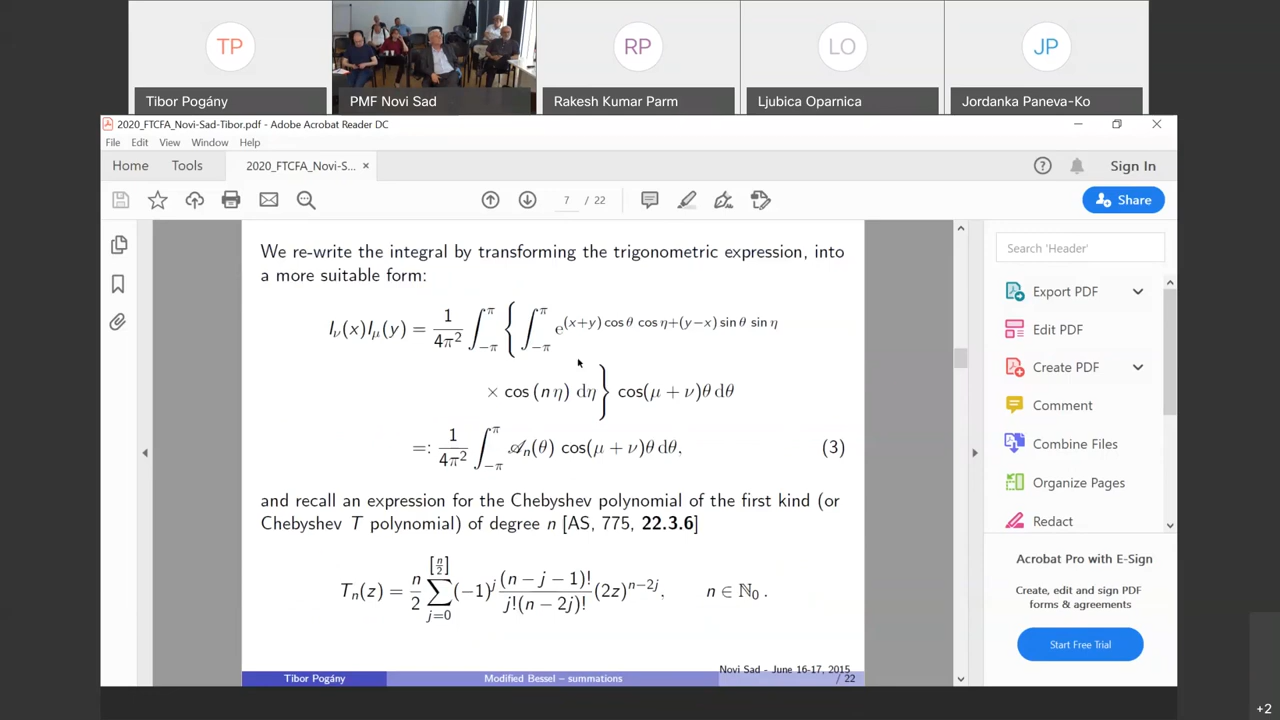 TP
RP
LO
JP
Tibor Pogány
PMF Novi Sad
Rakesh Kumar Parm
Ljubica Oparnica
Jordanka Paneva-Ko
2020_FTCFA_Novi-Sad-Tibor.pdf - Adobe Acrobat Reader DC
File Edit View Window Help
Home Tools 2020_FTCFA_Novi-S... × Sign In
7 / 22 Share
We re-write the integral by transforming the trigonometric expression, into
a more suitable form:
I_ν(x)I_μ(y) = 1/4π² ∫_{−π}^{π} { ∫_{−π}^{π} e^{(x+y) cos θ cos η+(y−x) sin θ sin η}
× cos (n η) dη } cos(μ + ν)θ dθ
=: 1/4π² ∫_{−π}^{π} 𝒜_n(θ) cos(μ + ν)θ dθ, (3)
and recall an expression for the Chebyshev polynomial of the first kind (or
Chebyshev T polynomial) of degree n [AS, 775, 22.3.6]
T_n(z) = n/2 ∑_{j=0}^{[n/2]} (−1)^j (n − j − 1)!/j!(n − 2j)! (2z)^{n−2j}, n ∈ ℕ₀ .
Novi Sad - June 16-17, 2015
Tibor Pogány Modified Bessel – summations / 22
Search 'Header'
Export PDF
Edit PDF
Create PDF
Comment
Combine Files
Organize Pages
Redact
Acrobat Pro with E-Sign
Create, edit and sign PDF
forms & agreements
Start Free Trial
+2